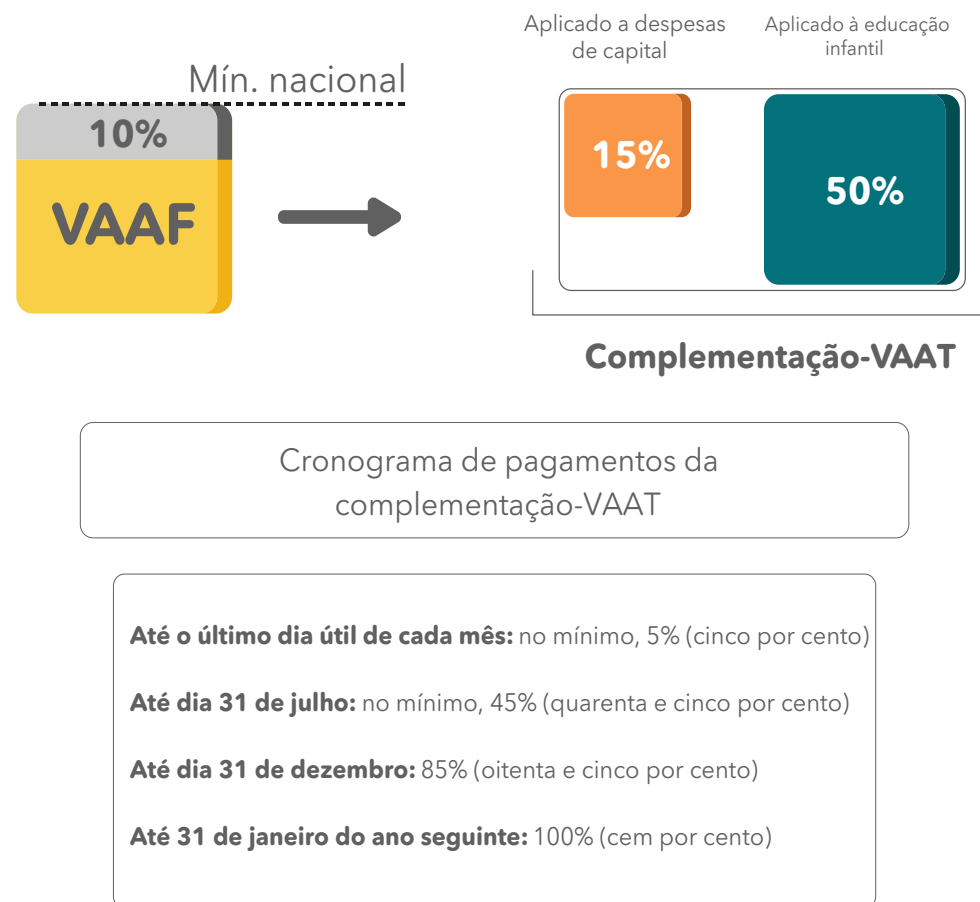 Mín. nacional
10%
VAAF
Aplicado a despesas
de capital
Aplicado à educação
infantil
15%
50%
Complementação-VAAT
Cronograma de pagamentos da
complementação-VAAT
Até o último dia útil de cada mês: no mínimo, 5% (cinco por cento)
Até dia 31 de julho: no mínimo, 45% (quarenta e cinco por cento)
Até dia 31 de dezembro: 85% (oitenta e cinco por cento)
Até 31 de janeiro do ano seguinte: 100% (cem por cento)